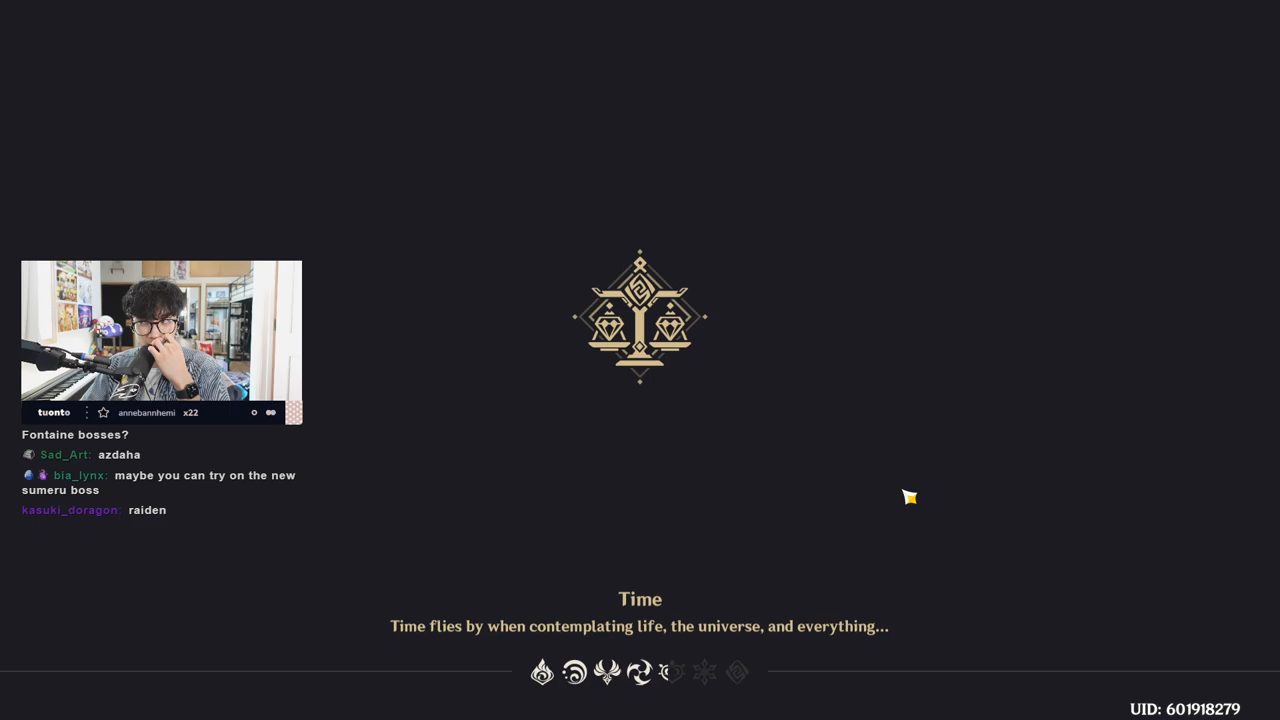 tuonto annebannhemi x22
Fontaine bosses?
Sad_Art: azdaha
bia_lynx: maybe you can try on the new
sumeru boss
kasuki_doragon: raiden
Time
Time flies by when contemplating life, the universe, and everything...
UID: 601918279